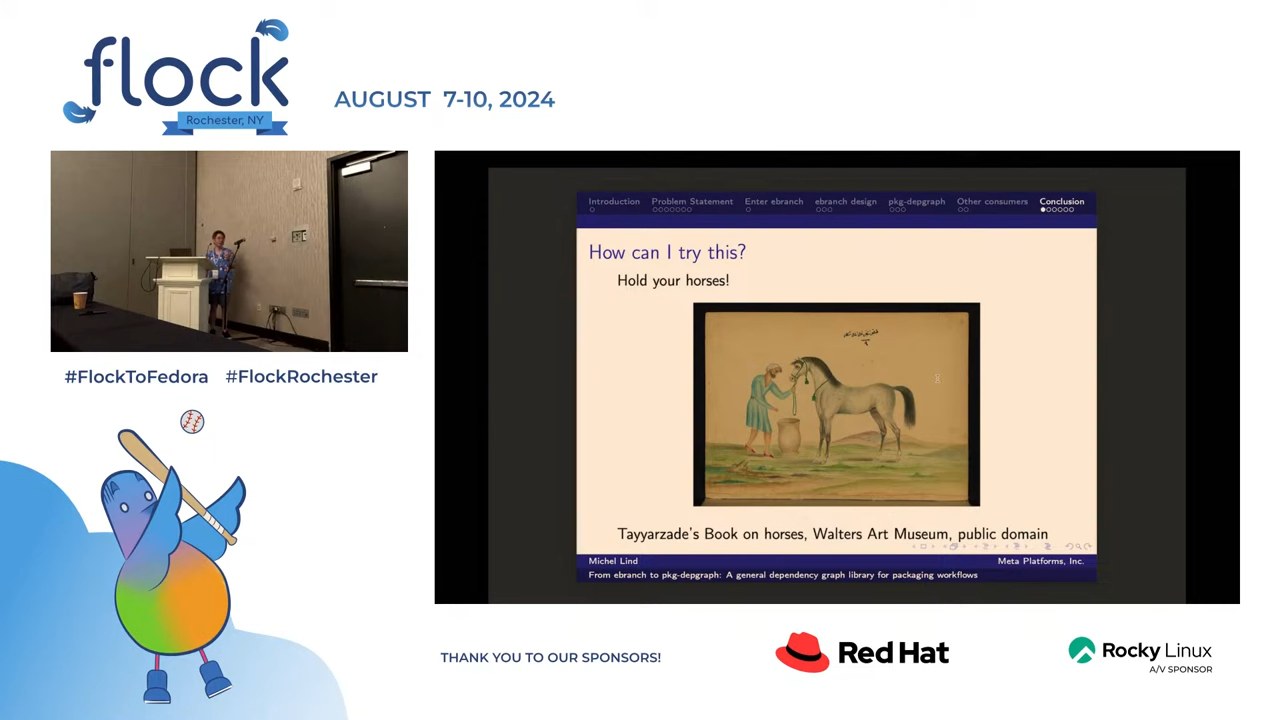 flock
Rochester, NY
AUGUST 7-10, 2024
#FlockToFedora #FlockRochester
Introduction
Problem Statement
Enter ebranch
ebranch design
pkg-depgraph
Other consumers
Conclusion
How can I try this?
Hold your horses!
Tayyarzade's Book on horses, Walters Art Museum, public domain
Michel Lind
Meta Platforms, Inc.
From ebranch to pkg-depgraph: A general dependency graph library for packaging workflows
THANK YOU TO OUR SPONSORS!
Red Hat
Rocky Linux
A/V SPONSOR